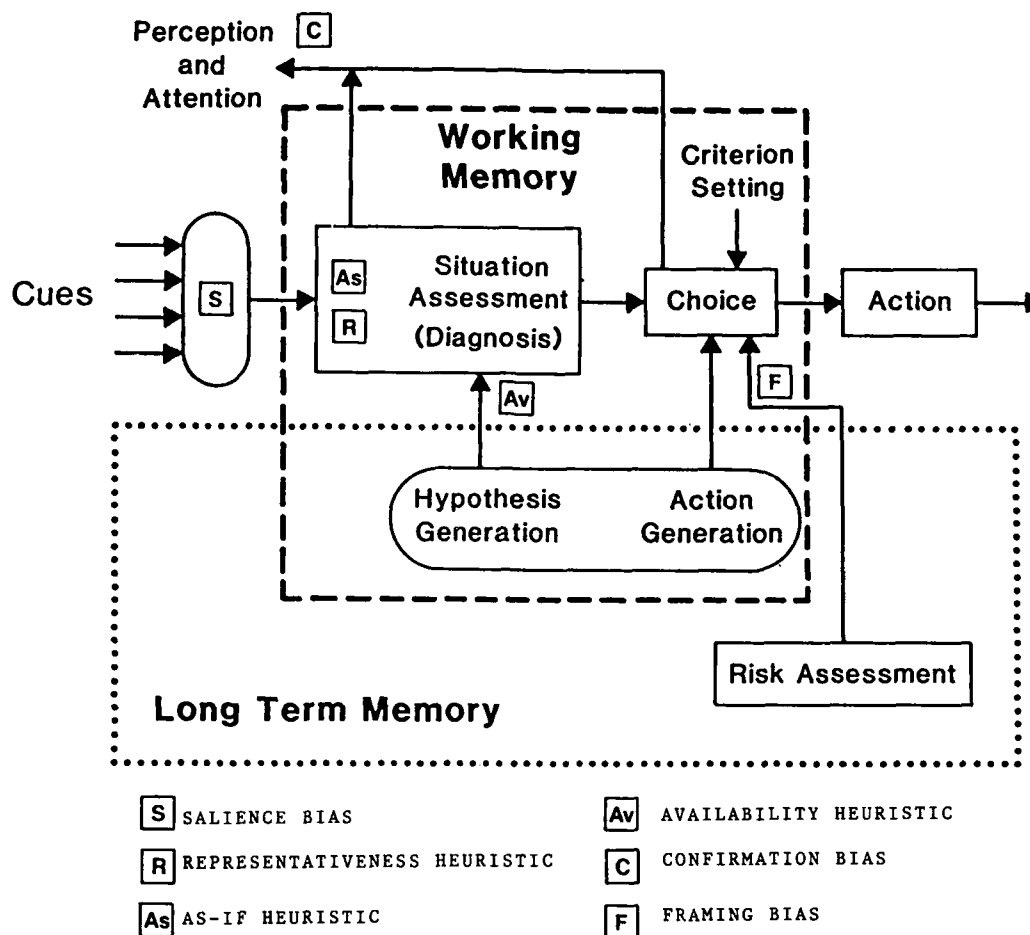 Perception
and
Attention
C
Working
Memory
Criterion
Setting
Cues
S
As
R
Situation
Assessment
(Diagnosis)
Choice
Action
Av
F
Hypothesis
Generation
Action
Generation
Risk Assessment
Long Term Memory
S SALIENCE BIAS
R REPRESENTATIVENESS HEURISTIC
As AS-IF HEURISTIC
Av AVAILABILITY HEURISTIC
C CONFIRMATION BIAS
F FRAMING BIAS